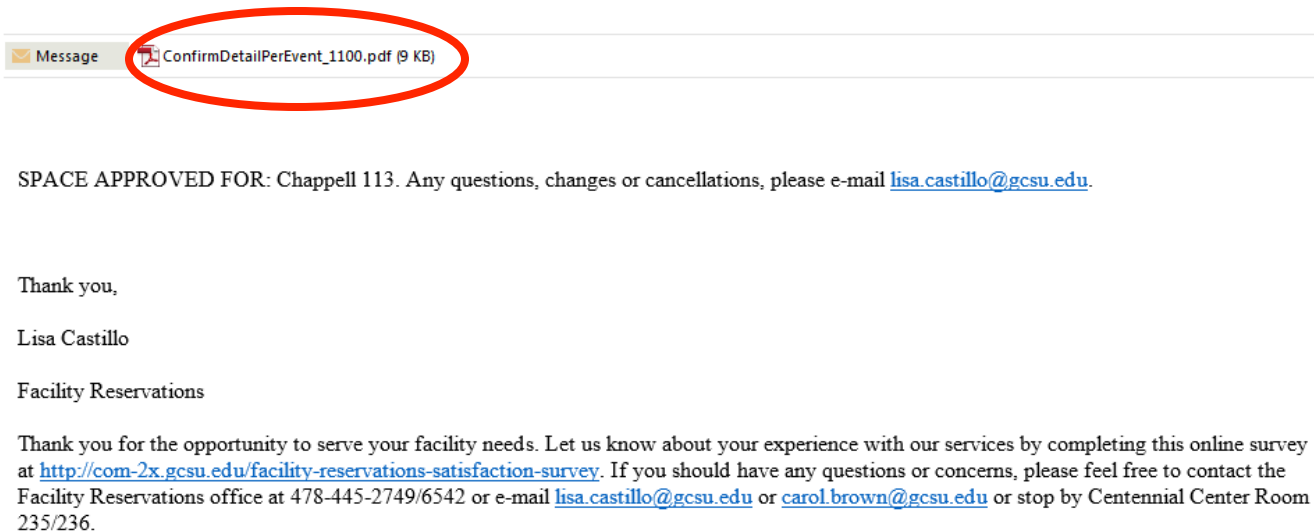 Message ConfirmDetailPerEvent_1100.pdf (9 KB)
SPACE APPROVED FOR: Chappell 113. Any questions, changes or cancellations, please e-mail lisa.castillo@gcsu.edu.
Thank you,
Lisa Castillo
Facility Reservations
Thank you for the opportunity to serve your facility needs. Let us know about your experience with our services by completing this online survey
at http://com-2x.gcsu.edu/facility-reservations-satisfaction-survey. If you should have any questions or concerns, please feel free to contact the
Facility Reservations office at 478-445-2749/6542 or e-mail lisa.castillo@gcsu.edu or carol.brown@gcsu.edu or stop by Centennial Center Room
235/236.